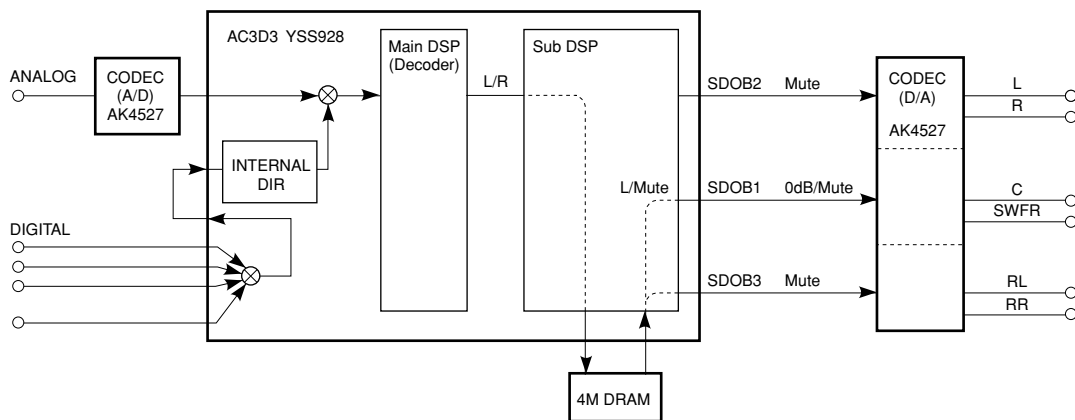 AC3D3 YSS928
Main DSP
(Decoder)
Sub DSP
ANALOG
CODEC
(A/D)
AK4527
L/R
SDOB2 Mute
CODEC
(D/A)
AK4527
L
R
INTERNAL
DIR
L/Mute
SDOB1 0dB/Mute
C
SWFR
DIGITAL
SDOB3 Mute
RL
RR
4M DRAM